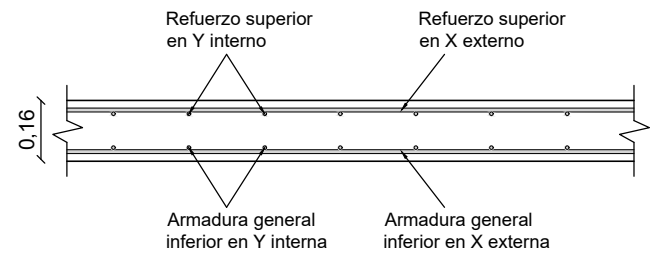 Refuerzo superior
en Y interno
Refuerzo superior
en X externo
0,16
Armadura general
inferior en Y interna
Armadura general
inferior en X externa